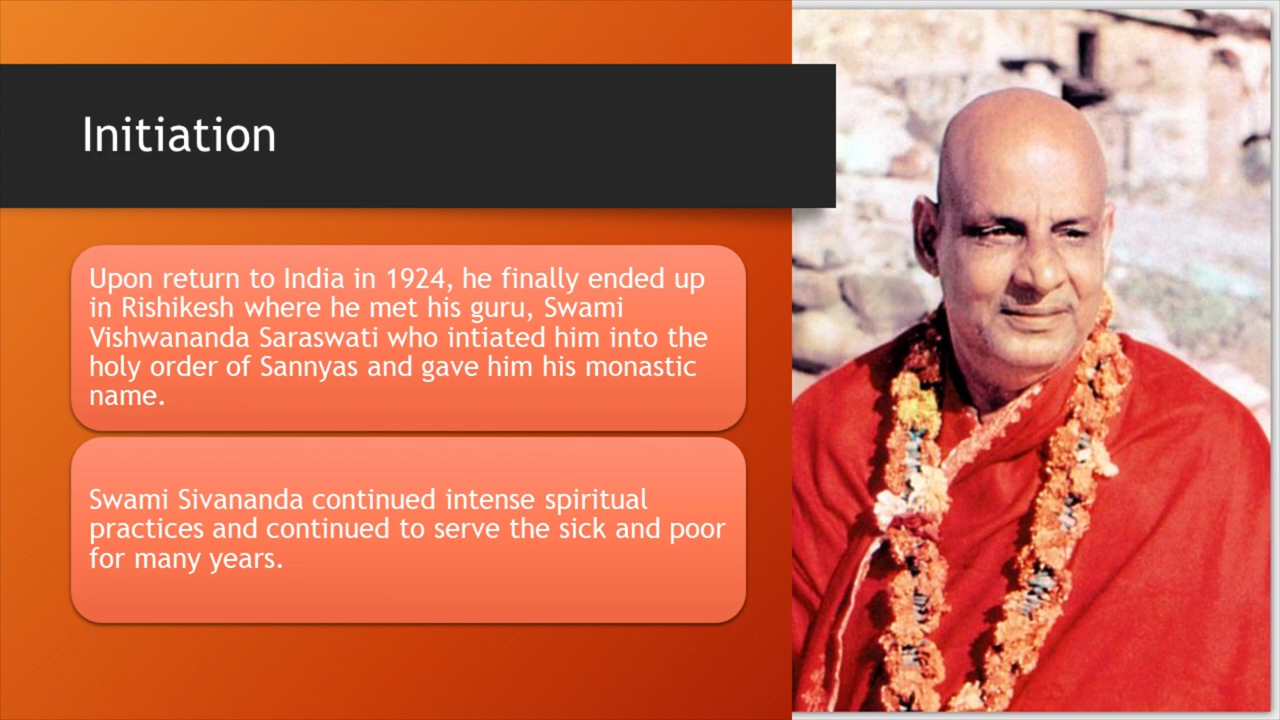 Initiation
Upon return to India in 1924, he finally ended up
in Rishikesh where he met his guru, Swami
Vishwananda Saraswati who intiated him into the
holy order of Sannyas and gave him his monastic
name.
Swami Sivananda continued intense spiritual
practices and continued to serve the sick and poor
for many years.